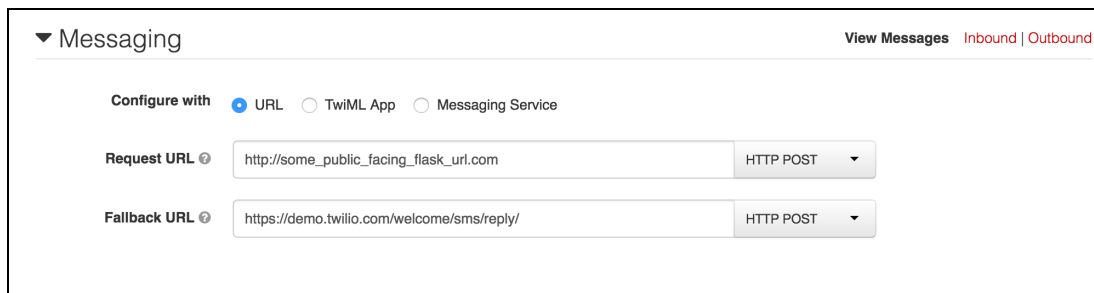 Messaging
View Messages Inbound | Outbound
Configure with URL TwiML App Messaging Service
Request URL ? http://some_public_facing_flask_url.com HTTP POST
Fallback URL ? https://demo.twilio.com/welcome/sms/reply/ HTTP POST